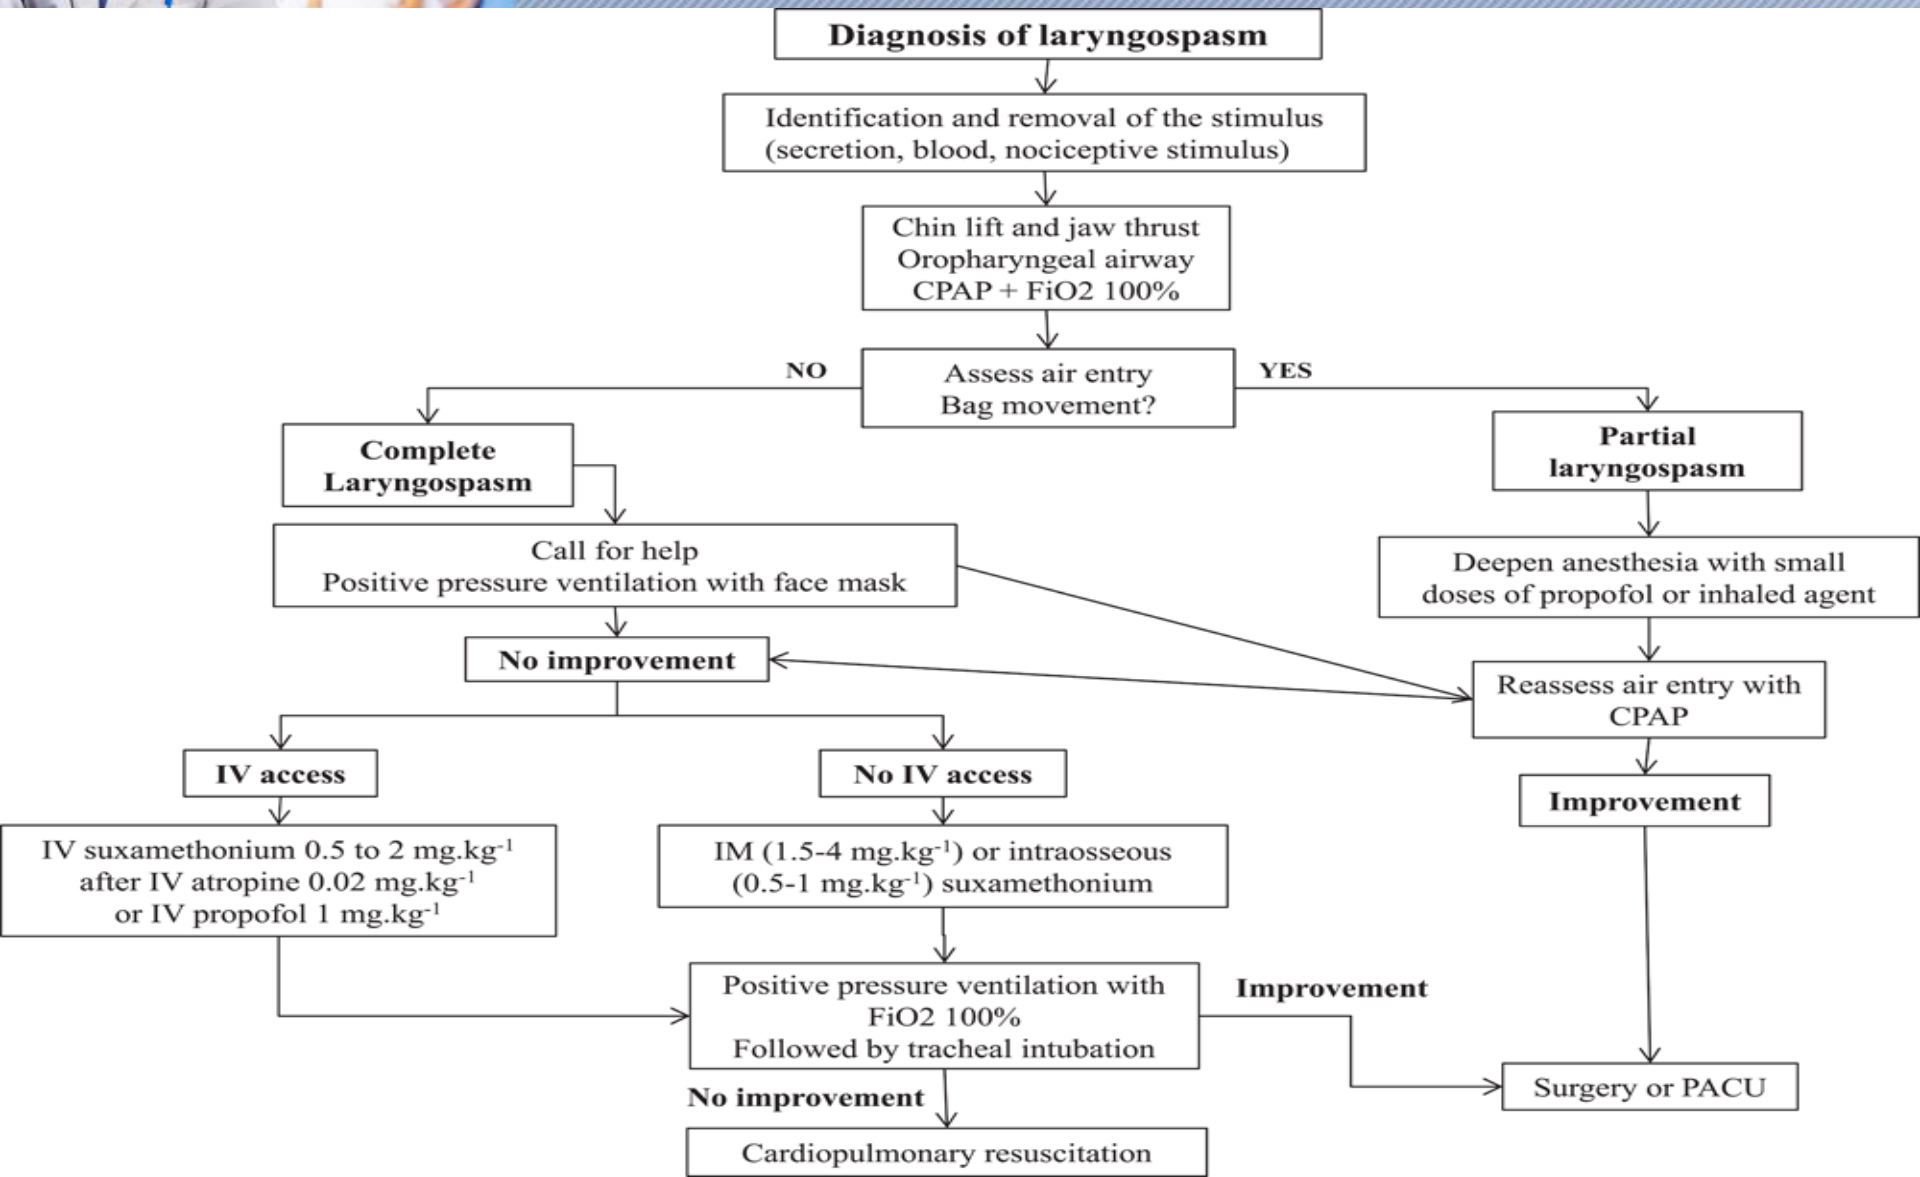 Diagnosis of laryngospasm
Identification and removal of the stimulus
(secretion, blood, nociceptive stimulus)
Chin lift and jaw thrust
Oropharyngeal airway
CPAP + FiO2 100%
NO
Assess air entry
Bag movement?
YES
Complete
Laryngospasm
Partial
laryngospasm
Call for help
Positive pressure ventilation with face mask
Deepen anesthesia with small
doses of propofol or inhaled agent
No improvement
Reassess air entry with
CPAP
IV access
No IV access
Improvement
IV suxamethonium 0.5 to 2 mg.kg⁻¹
after IV atropine 0.02 mg.kg⁻¹
or IV propofol 1 mg.kg⁻¹
IM (1.5-4 mg.kg⁻¹) or intraosseous
(0.5-1 mg.kg⁻¹) suxamethonium
Positive pressure ventilation with
FiO2 100%
Followed by tracheal intubation
Improvement
No improvement
Surgery or PACU
Cardiopulmonary resuscitation